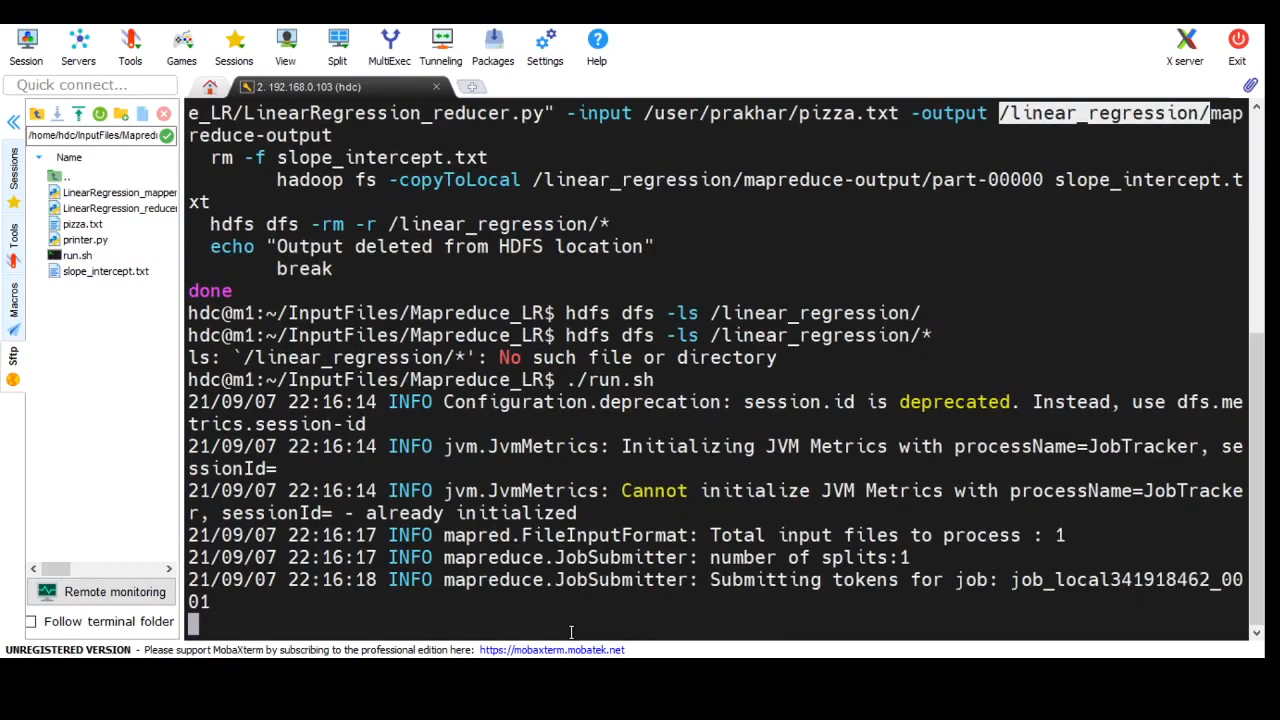 Session
Servers
Tools
Games
Sessions
View
Split
MultiExec
Tunneling
Packages
Settings
Help
X server
Exit
Quick connect...
2. 192.168.0.103 (hdc)
/home/hdc/InputFiles/Mapredu
Name
..
LinearRegression_mappe
LinearRegression_reduce
pizza.txt
printer.py
run.sh
slope_intercept.txt
Sessions
Tools
Macros
Sftp
Remote monitoring
Follow terminal folder
e_LR/LinearRegression_reducer.py" -input /user/prakhar/pizza.txt -output /linear_regression/map
reduce-output
rm -f slope_intercept.txt
hadoop fs -copyToLocal /linear_regression/mapreduce-output/part-00000 slope_intercept.t
xt
hdfs dfs -rm -r /linear_regression/*
echo "Output deleted from HDFS location"
break
done
hdc@m1:~/InputFiles/Mapreduce_LR$ hdfs dfs -ls /linear_regression/
hdc@m1:~/InputFiles/Mapreduce_LR$ hdfs dfs -ls /linear_regression/*
ls: `/linear_regression/*': No such file or directory
hdc@m1:~/InputFiles/Mapreduce_LR$ ./run.sh
21/09/07 22:16:14 INFO Configuration.deprecation: session.id is deprecated. Instead, use dfs.me
trics.session-id
21/09/07 22:16:14 INFO jvm.JvmMetrics: Initializing JVM Metrics with processName=JobTracker, se
ssionId=
21/09/07 22:16:14 INFO jvm.JvmMetrics: Cannot initialize JVM Metrics with processName=JobTracke
r, sessionId= - already initialized
21/09/07 22:16:17 INFO mapred.FileInputFormat: Total input files to process : 1
21/09/07 22:16:17 INFO mapreduce.JobSubmitter: number of splits:1
21/09/07 22:16:18 INFO mapreduce.JobSubmitter: Submitting tokens for job: job_local341918462_00
01
UNREGISTERED VERSION - Please support MobaXterm by subscribing to the professional edition here: https://mobaxterm.mobatek.net